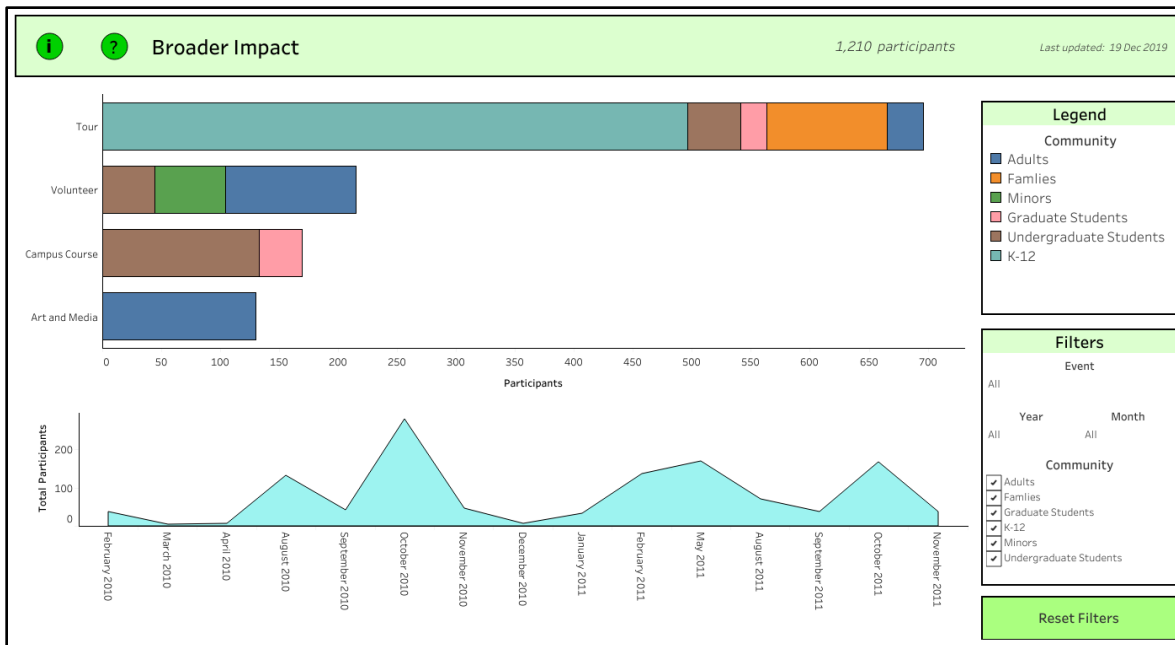 i ? Broader Impact 1,210 participants Last updated: 19 Dec 2019
Tour
Volunteer
Campus Course
Art and Media
0 50 100 150 200 250 300 350 400 450 500 550 600 650 700
Participants
Legend
Community
Adults
Famlies
Minors
Graduate Students
Undergraduate Students
K-12
Total Participants
200
100
0
February 2010
March 2010
April 2010
August 2010
September 2010
October 2010
November 2010
December 2010
January 2011
February 2011
May 2011
August 2011
September 2011
October 2011
November 2011
Filters
Event
All
Year Month
All All
Community
Adults
Famlies
Graduate Students
K-12
Minors
Undergraduate Students
Reset Filters